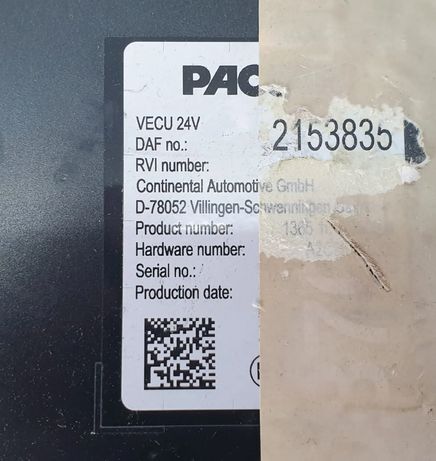 PAC
VECU 24V
DAF no.: 2153835
RVI number:
Continental Automotive GmbH
D-78052 Villingen-Schwenningen
Product number: 1365
Hardware number:
Serial no.:
Production date: